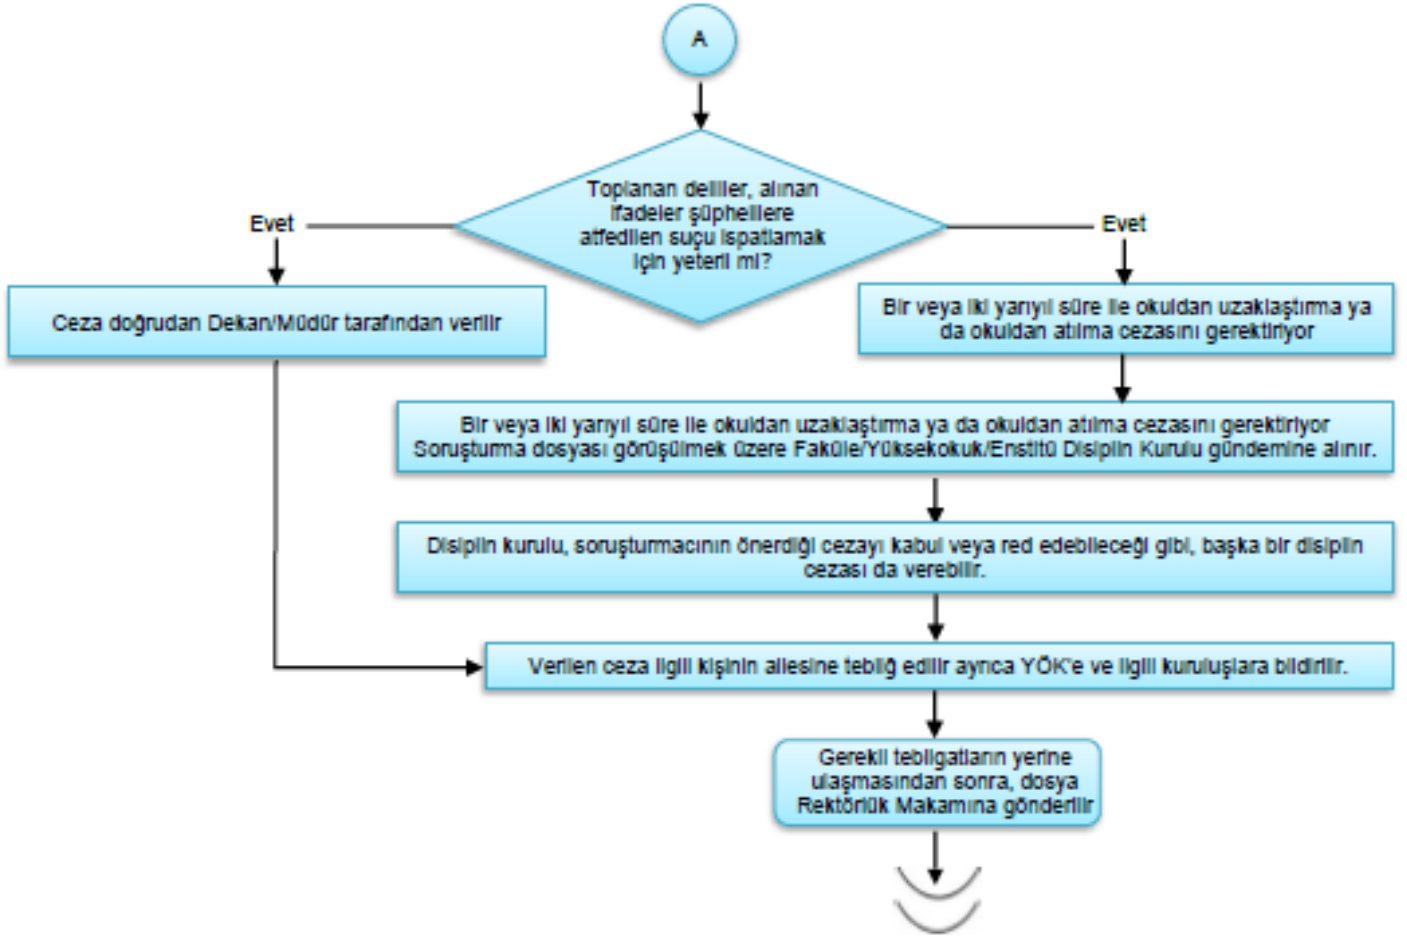 A
Toplanan deliller, alınan
ifadeler şüphelilere
atfedilen suçu ispatlamak
için yeterli mi?
Evet
Evet
Ceza doğrudan Dekan/Müdür tarafından verilir
Bir veya iki yarıyıl süre ile okuldan uzaklaştırma ya
da okuldan atılma cezasını gerektiriyor
Bir veya iki yarıyıl süre ile okuldan uzaklaştırma ya da okuldan atılma cezasını gerektiriyor
Soruşturma dosyası görüşülmek üzere Faküle/Yüksekokuk/Enstitü Disiplin Kurulu gündemine alınır.
Disiplin kurulu, soruşturmacının önerdiği cezayı kabul veya red edebileceği gibi, başka bir disiplin
cezası da verebilir.
Verilen ceza ilgili kişinin ailesine tebliğ edilir ayrıca YÖK'e ve ilgili kuruluşlara bildirilir.
Gerekli tebligatların yerine
ulaşmasından sonra, dosya
Rektörlük Makamına gönderilir